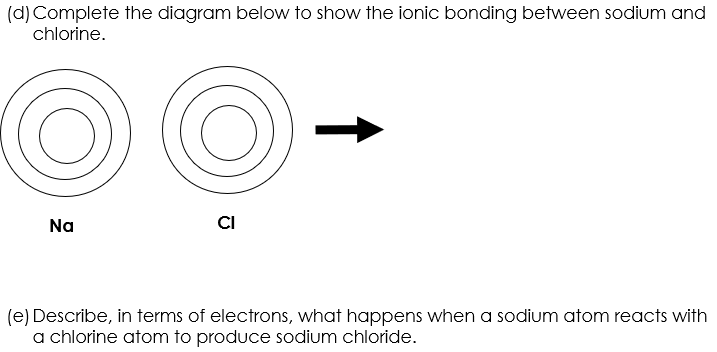 (d) Complete the diagram below to show the ionic bonding between sodium and
chlorine.
Na
Cl
(e) Describe, in terms of electrons, what happens when a sodium atom reacts with
a chlorine atom to produce sodium chloride.